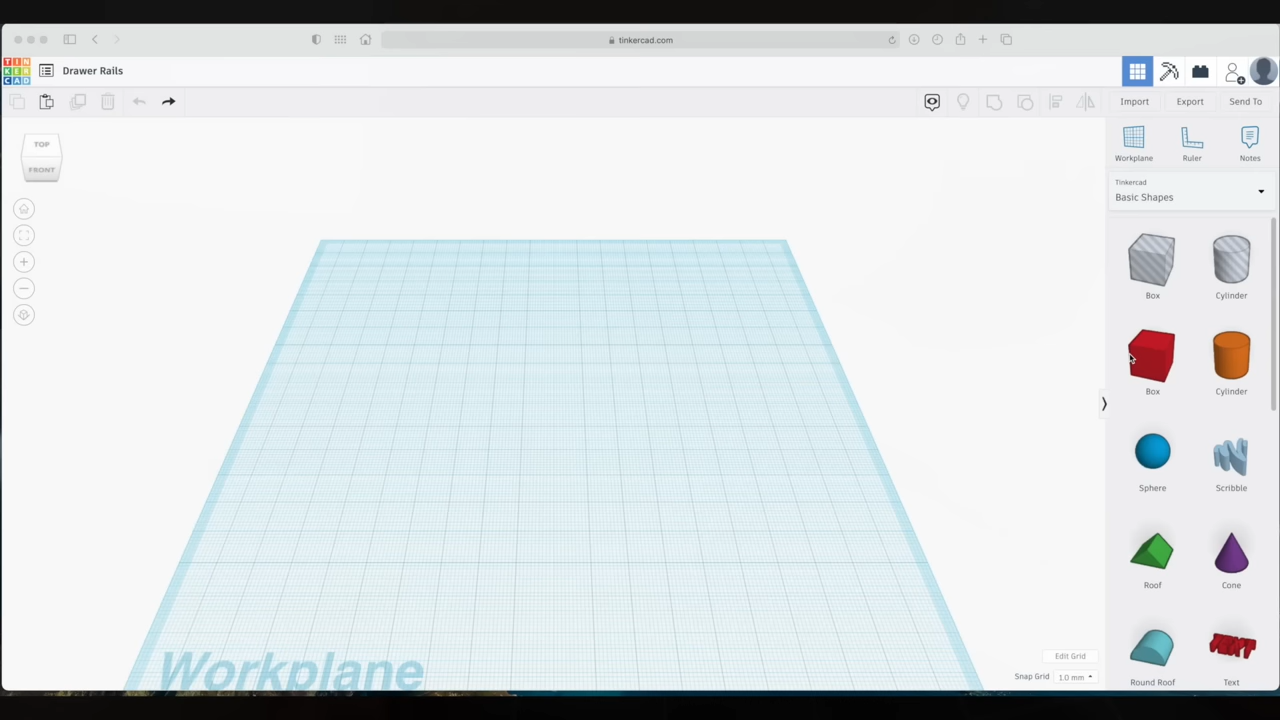 tinkercad.com
TIN
KER
CAD
Drawer Rails
Import
Export
Send To
TOP
FRONT
Workplane
Ruler
Notes
Tinkercad
Basic Shapes
Box
Cylinder
Box
Cylinder
Sphere
Scribble
Roof
Cone
TEXT
Round Roof
Text
Workplane
Edit Grid
Snap Grid
1.0 mm